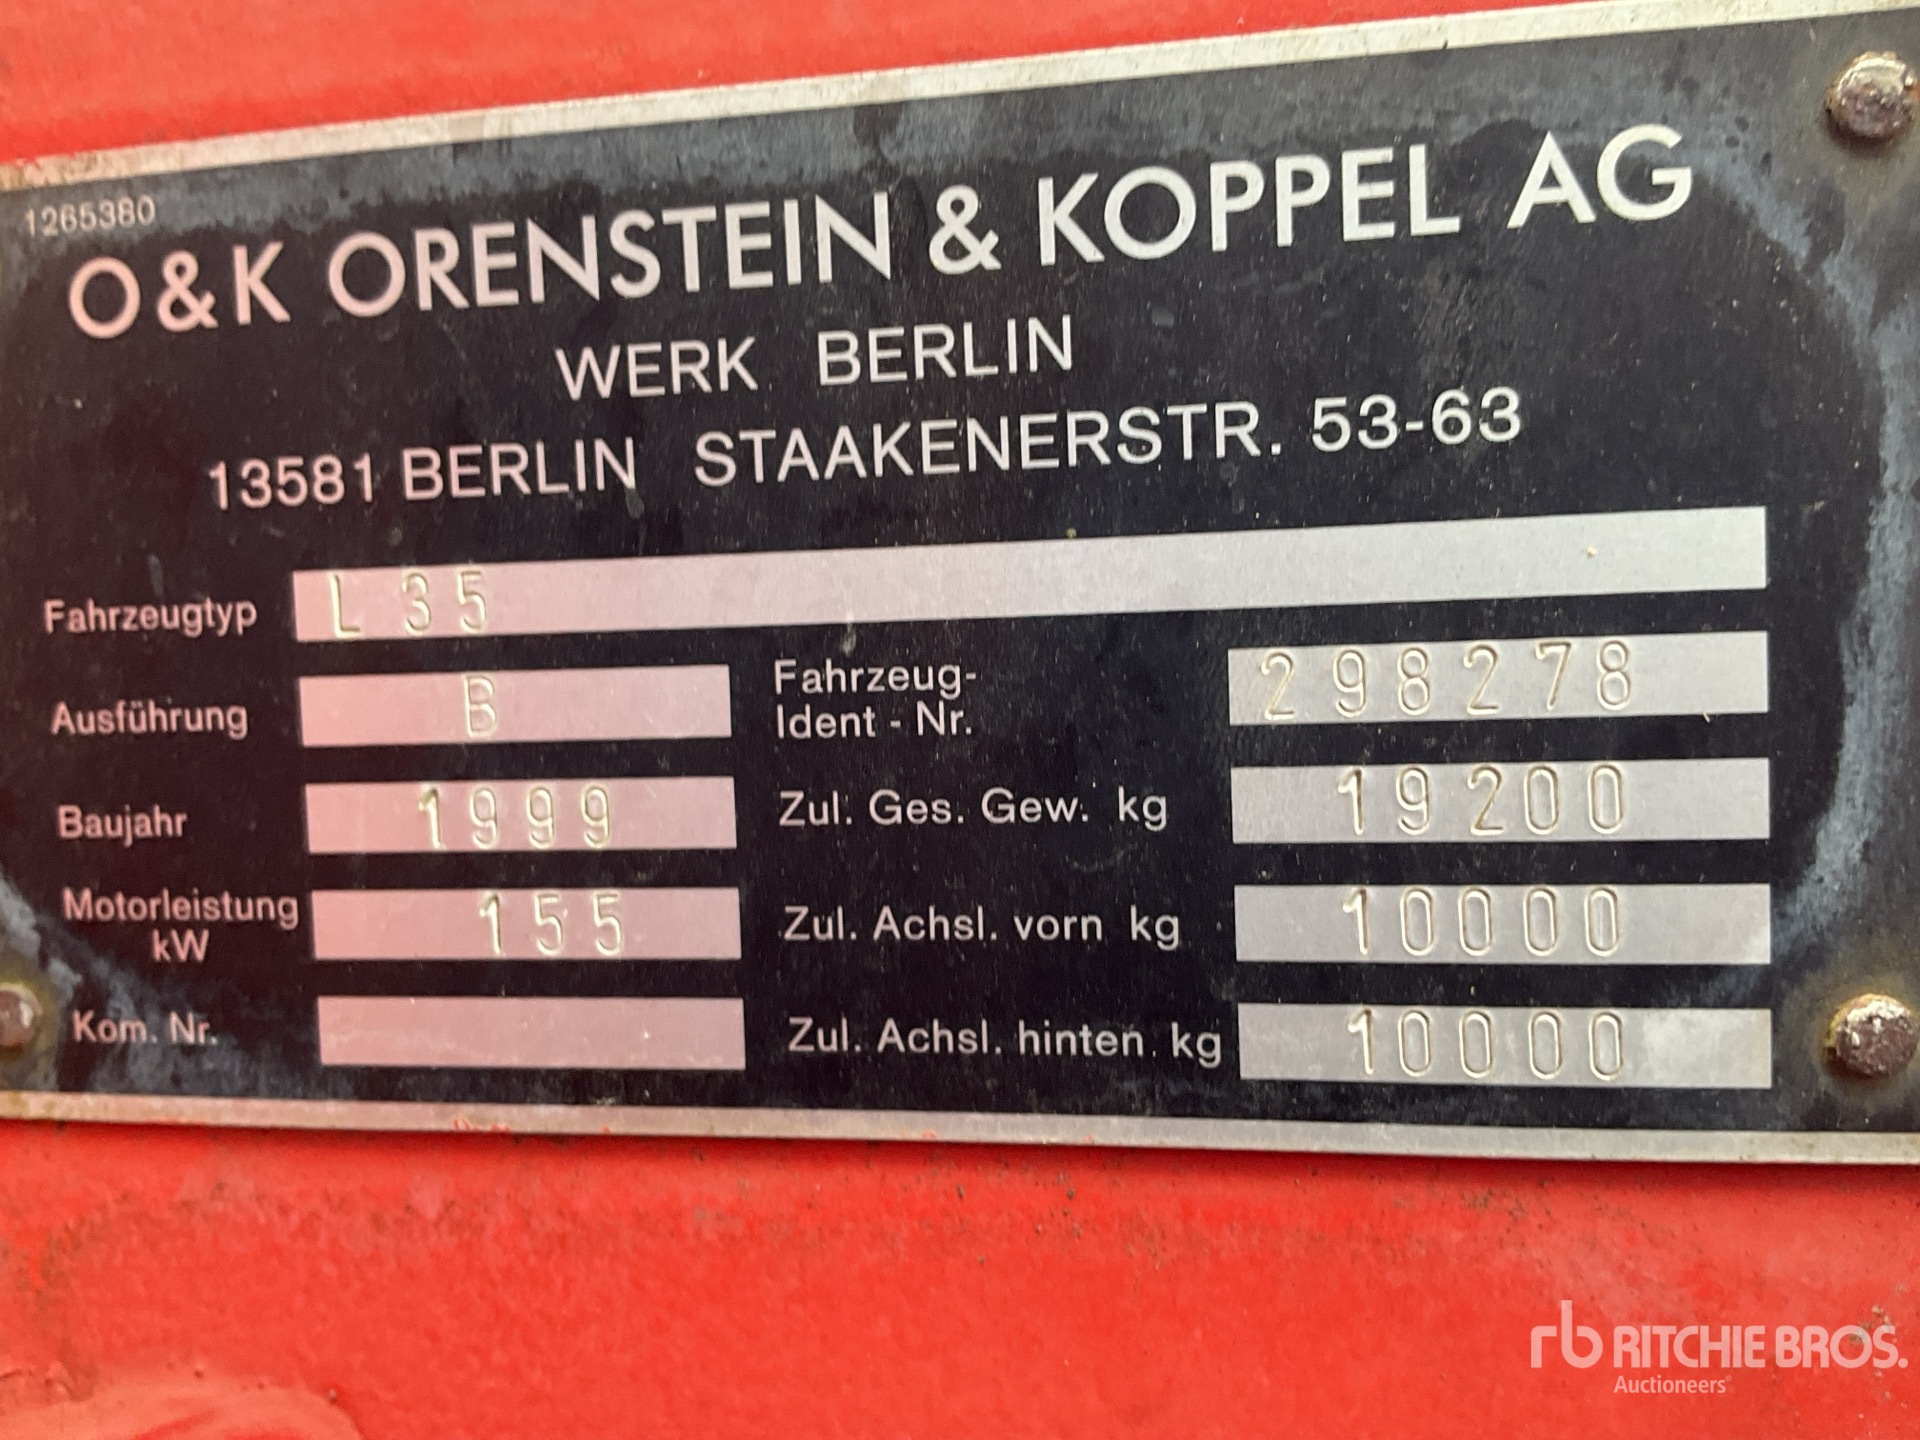 1265380
O&K ORENSTEIN & KOPPEL AG
WERK BERLIN
13581 BERLIN STAAKENERSTR. 53-63
Fahrzeugtyp L 35
Ausführung B
Fahrzeug-
Ident - Nr. 298278
Baujahr 1999
Zul. Ges. Gew. kg 19200
Motorleistung
kW 155
Zul. Achsl. vorn kg 10000
Kom. Nr.
Zul. Achsl. hinten kg 10000
rb RITCHIE BROS.
Auctioneers